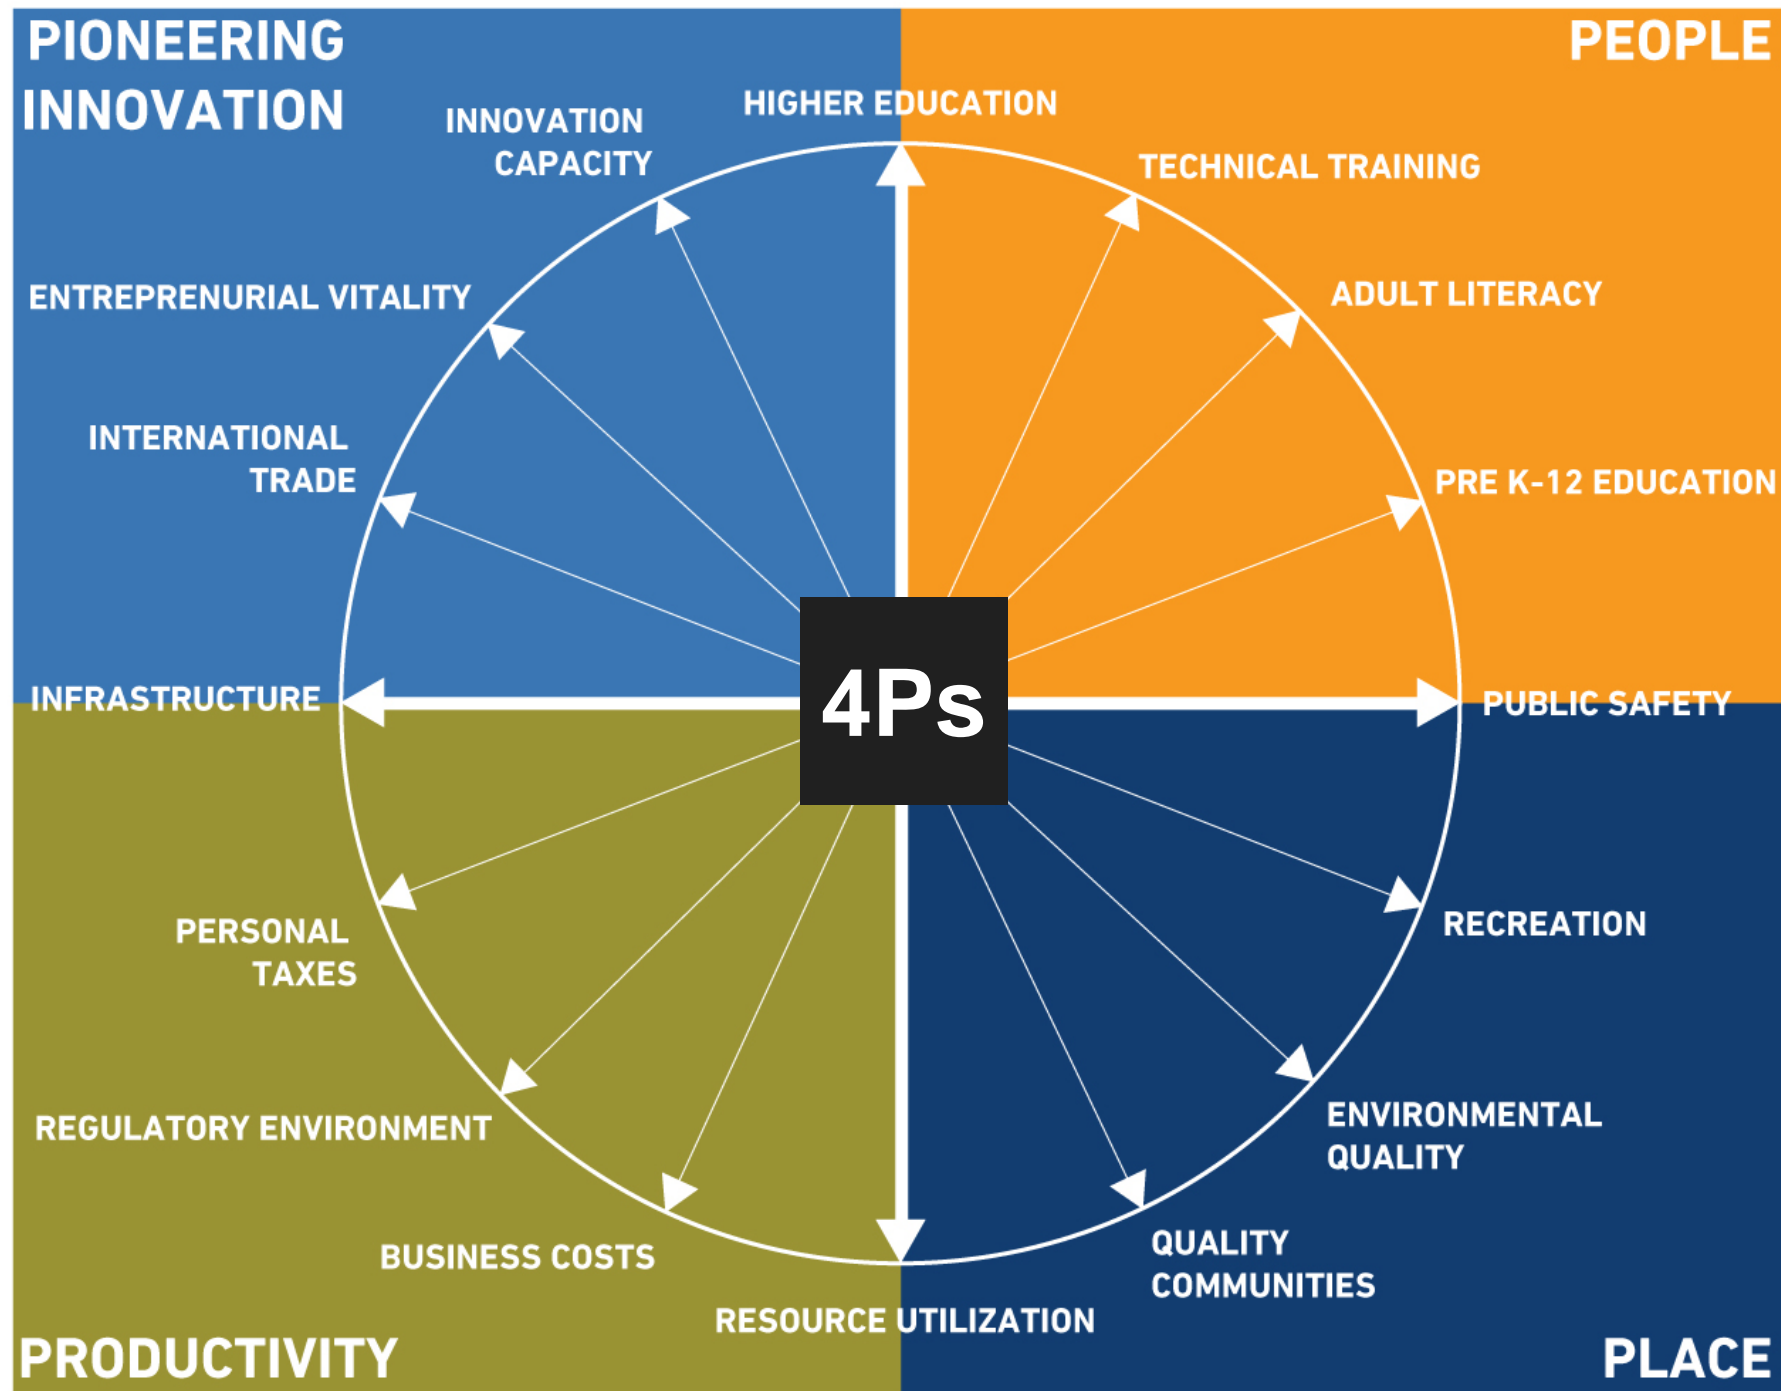 PIONEERING
INNOVATION
PEOPLE
HIGHER EDUCATION
INNOVATION
CAPACITY
TECHNICAL TRAINING
ENTREPRENURIAL VITALITY
ADULT LITERACY
INTERNATIONAL
TRADE
PRE K-12 EDUCATION
INFRASTRUCTURE
4Ps
PUBLIC SAFETY
PERSONAL
TAXES
RECREATION
REGULATORY ENVIRONMENT
ENVIRONMENTAL
QUALITY
BUSINESS COSTS
QUALITY
COMMUNITIES
RESOURCE UTILIZATION
PRODUCTIVITY
PLACE